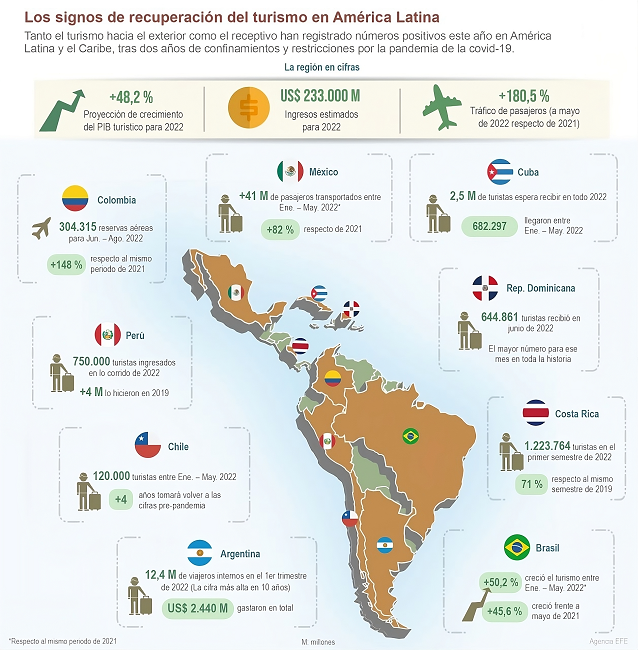 Los signos de recuperación del turismo en América Latina
Tanto el turismo hacia el exterior como el receptivo han registrado números positivos este año en América
Latina y el Caribe, tras dos años de confinamientos y restricciones por la pandemia de la covid-19.
La región en cifras
+48,2 %
Proyección de crecimiento
del PIB turístico para 2022
US$ 233.000 M
Ingresos estimados
para 2022
+180,5 %
Tráfico de pasajeros (a mayo
de 2022 respecto de 2021)
Colombia
304.315 reservas aéreas
para Jun. – Ago. 2022
+148 % respecto al mismo
periodo de 2021
México
+41 M de pasajeros transportados entre
Ene. – May. 2022*
+82 % respecto de 2021
Cuba
2,5 M de turistas espera recibir en todo 2022
682.297 llegaron entre
Ene. – May. 2022
Rep. Dominicana
644.861 turistas recibió en
junio de 2022
El mayor número para ese
mes en toda la historia
Perú
750.000 turistas ingresados
en lo corrido de 2022
+4 M lo hicieron en 2019
Costa Rica
1.223.764 turistas en el
primer semestre de 2022
71 % respecto al mismo
semestre de 2019
Chile
120.000 turistas entre Ene. – May. 2022
+4 años tomará volver a las
cifras pre-pandemia
Argentina
12,4 M de viajeros internos en el 1er trimestre
de 2022 (La cifra más alta en 10 años)
US$ 2.440 M gastaron en total
Brasil
+50,2 % creció el turismo entre
Ene. – May. 2022*
+45,6 % creció frente a
mayo de 2021
*Respecto al mismo periodo de 2021
M: millones
Agencia EFE